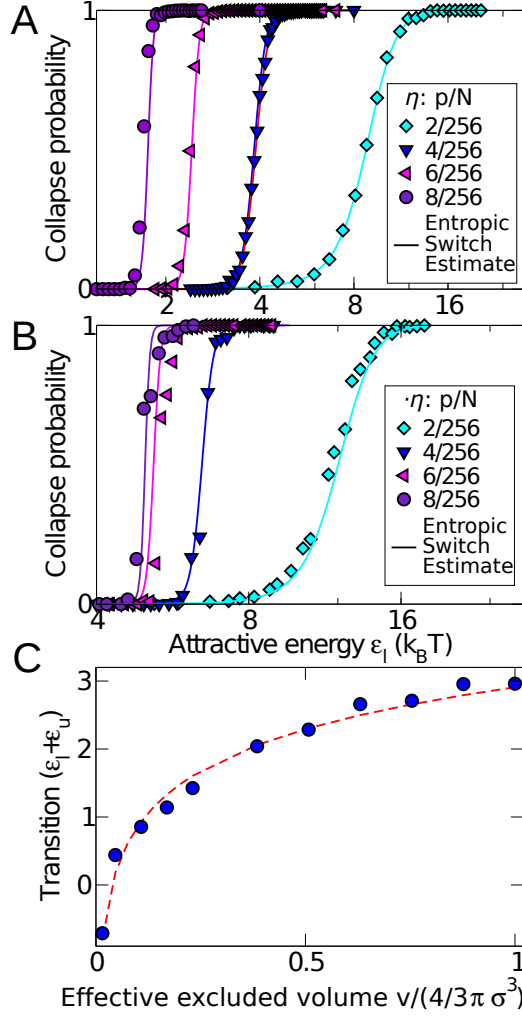 A
Collapse probability
1
0
2
4
8
16
η: p/N
2/256
4/256
6/256
8/256
Entropic
Switch
Estimate
B
Collapse probability
1
0
4
8
16
·η: p/N
2/256
4/256
6/256
8/256
Entropic
Switch
Estimate
Attractive energy ε_l (k_BT)
C
Transition (ε_l+ε_u)
3
2
1
0
0
0.5
1
Effective excluded volume v/(4/3π σ³)